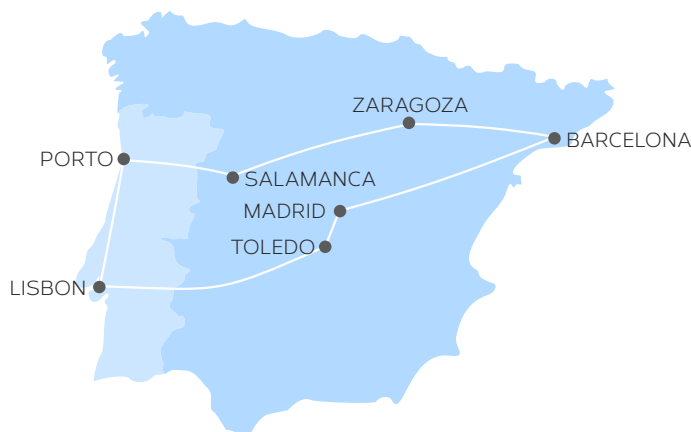 ZARAGOZA
BARCELONA
PORTO
SALAMANCA
MADRID
TOLEDO
LISBON